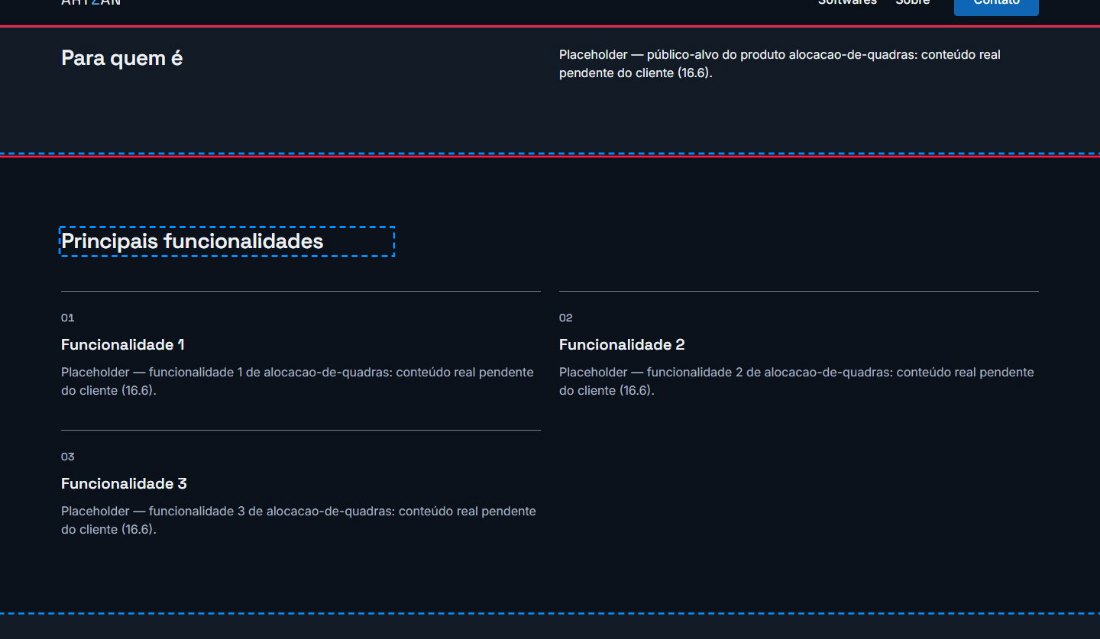 ARTZAN
Softwares Sobre Contato
Para quem é
Placeholder — público-alvo do produto alocacao-de-quadras: conteúdo real
pendente do cliente (16.6).
Principais funcionalidades
01
Funcionalidade 1
Placeholder — funcionalidade 1 de alocacao-de-quadras: conteúdo real pendente
do cliente (16.6).
02
Funcionalidade 2
Placeholder — funcionalidade 2 de alocacao-de-quadras: conteúdo real pendente
do cliente (16.6).
03
Funcionalidade 3
Placeholder — funcionalidade 3 de alocacao-de-quadras: conteúdo real pendente
do cliente (16.6).